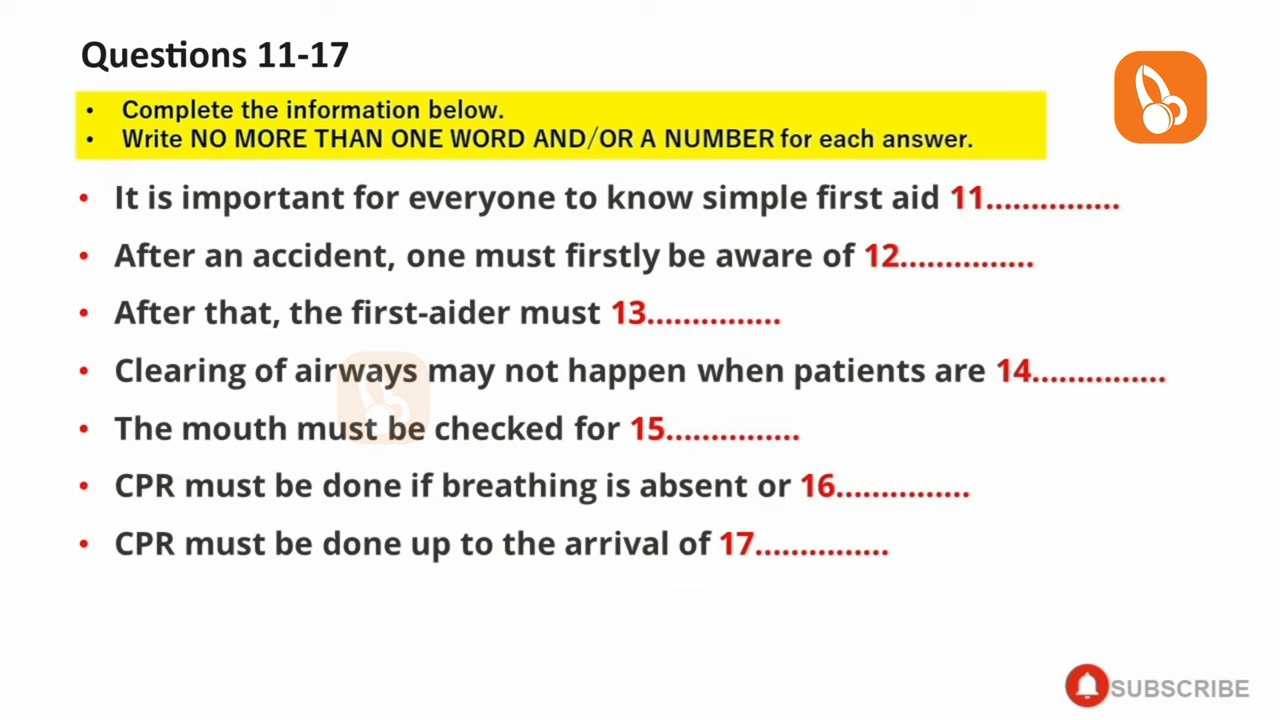 Questions 11-17
• Complete the information below.
• Write NO MORE THAN ONE WORD AND/OR A NUMBER for each answer.
• It is important for everyone to know simple first aid 11...............
• After an accident, one must firstly be aware of 12...............
• After that, the first-aider must 13...............
• Clearing of airways may not happen when patients are 14...............
• The mouth must be checked for 15...............
• CPR must be done if breathing is absent or 16...............
• CPR must be done up to the arrival of 17...............
SUBSCRIBE